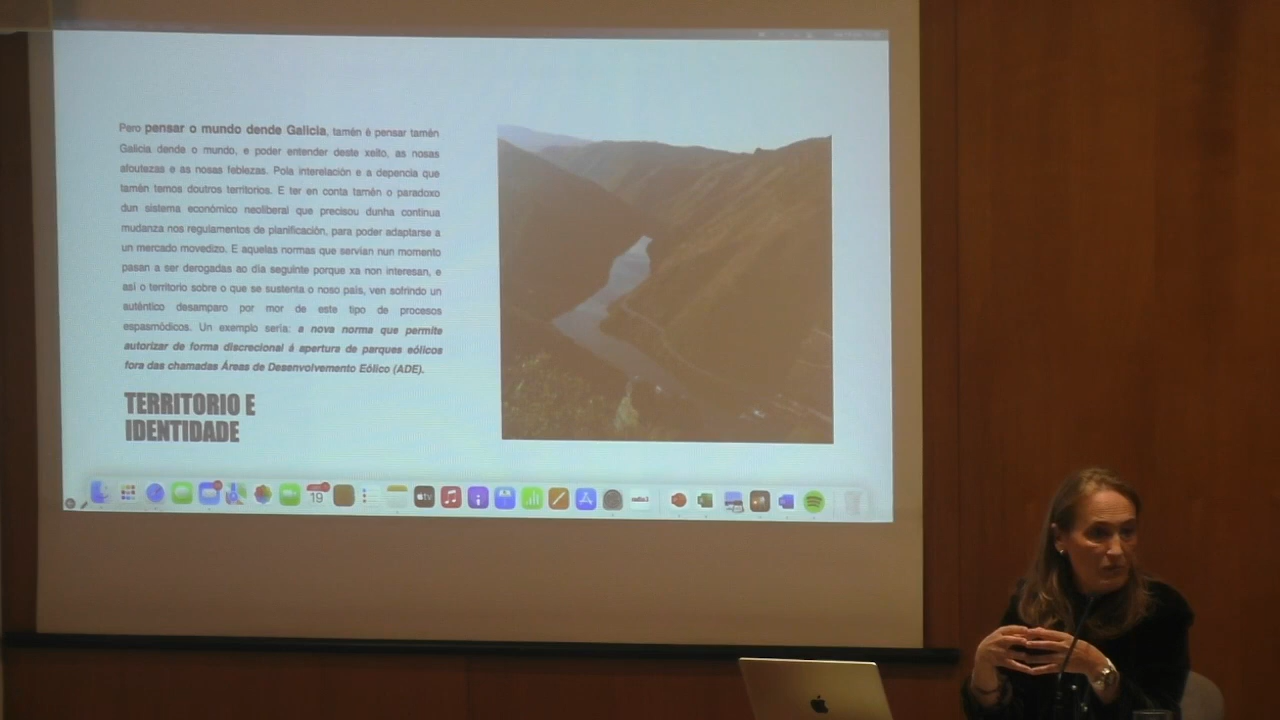 Pero pensar o mundo dende Galicia, tamén é pensar tamén
Galicia dende o mundo, e poder entender deste xeito, as nosas
afoutezas e as nosas feblezas. Pola interelación e a depencia que
tamén temos doutros territorios. E ter en conta tamén o paradoxo
dun sistema económico neoliberal que precisou dunha continua
mudanza nos regulamentos de planificación, para poder adaptarse a
un mercado movedizo. E aquelas normas que servían nun momento
pasan a ser derogadas ao día seguinte porque xa non interesan, e
así o territorio sobre o que se sustenta o noso país, ven sofrindo un
auténtico desamparo por mor de este tipo de procesos
espasmódicos. Un exemplo sería: a nova norma que permite
autorizar de forma discrecional á apertura de parques eólicos
fora das chamadas Áreas de Desenvolvemento Eólico (ADE).
TERRITORIO E
IDENTIDADE
19
tv